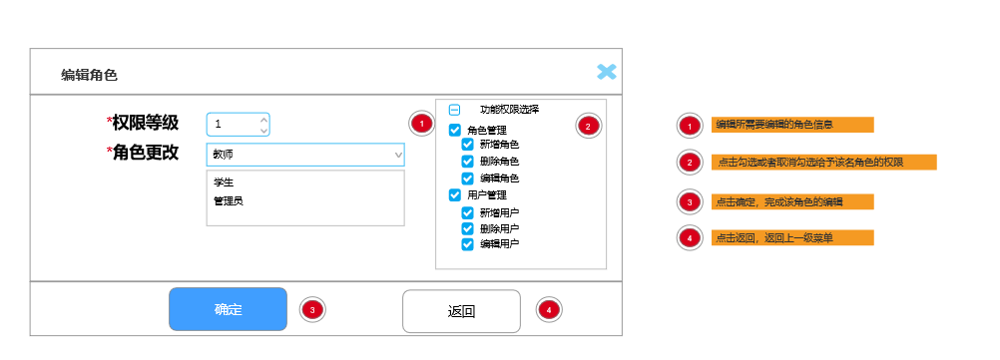 编辑角色
*权限等级
1
*角色更改
教师
学生
管理员
1
功能权限选择
2
角色管理
新增角色
删除角色
编辑角色
用户管理
新增用户
删除用户
编辑用户
确定
3
返回
4
1
编辑所需要编辑的角色信息
2
点击勾选或者取消勾选给予该名角色的权限
3
点击确定，完成该角色的编辑
4
点击返回，返回上一级菜单